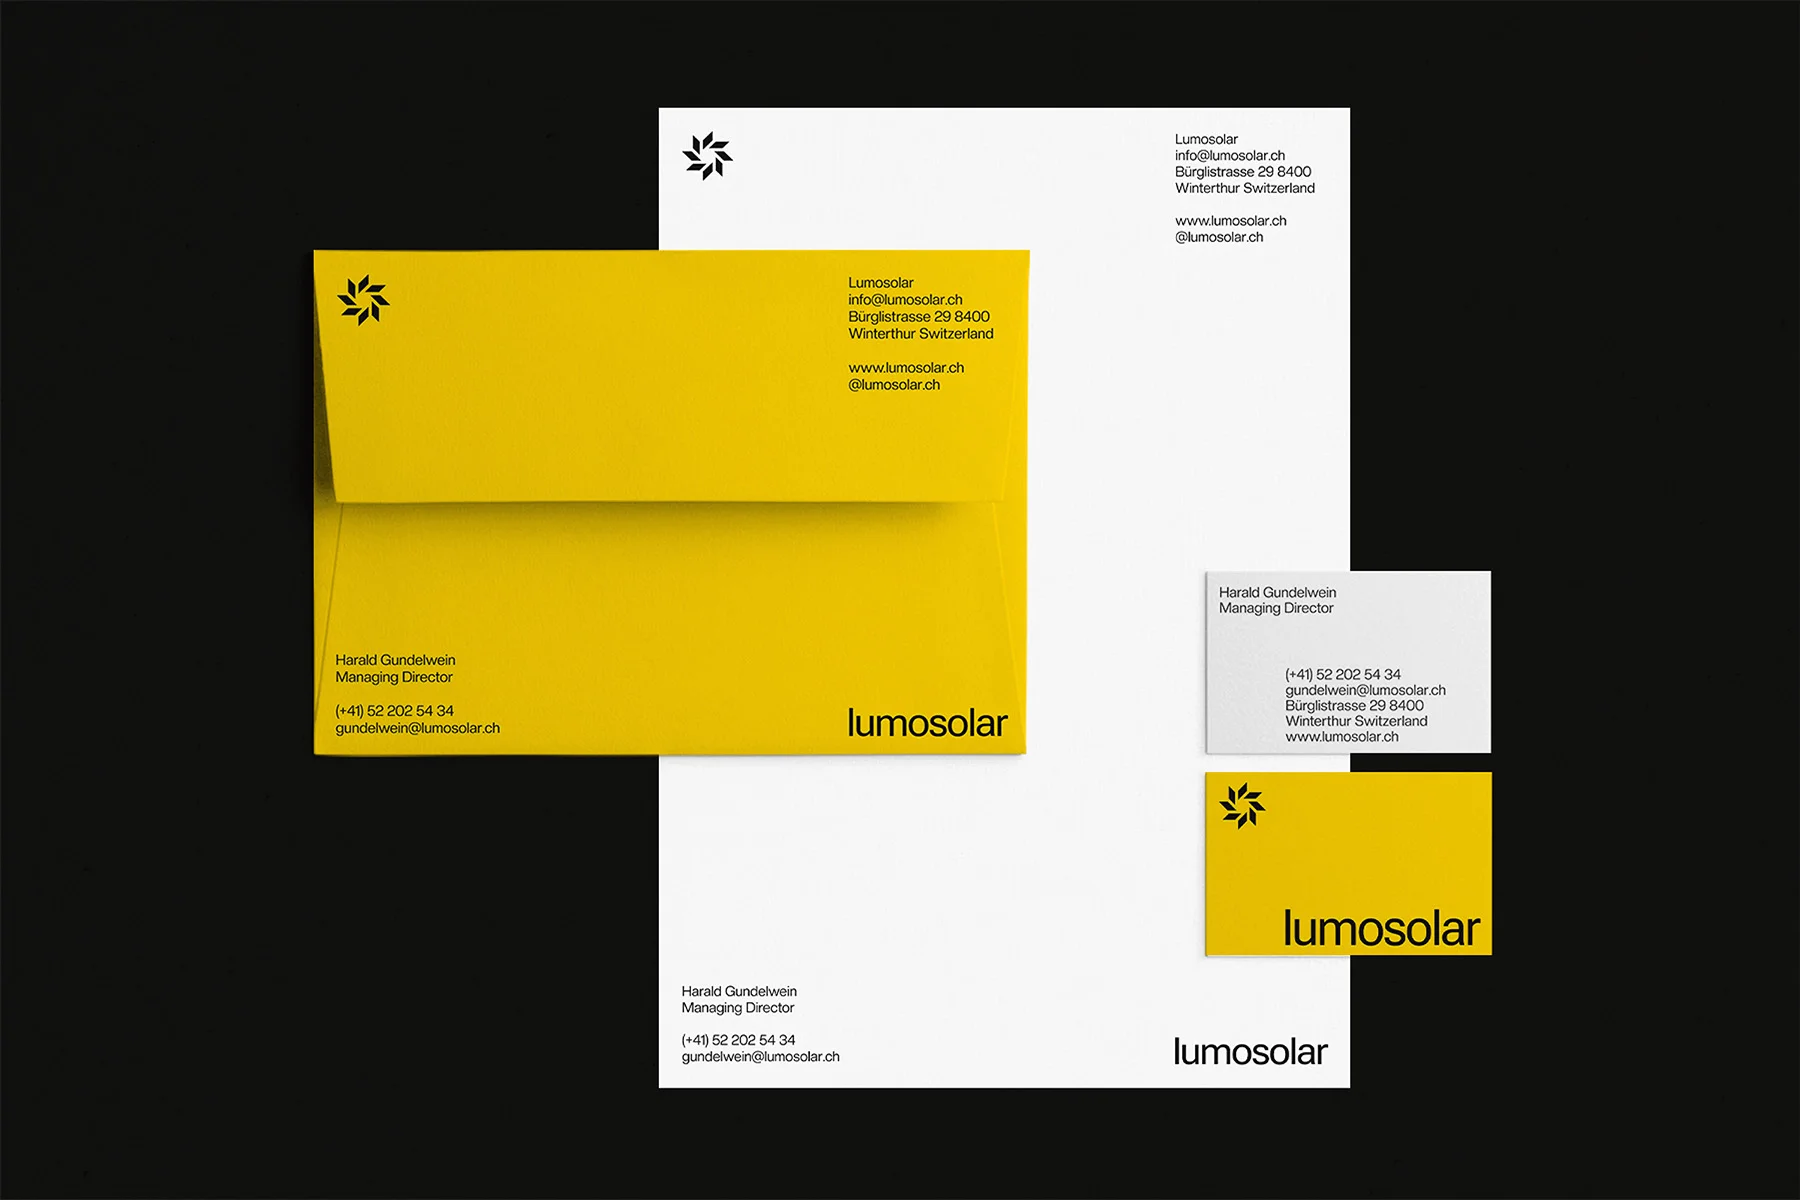 Lumosolar
info@lumosolar.ch
Bürglistrasse 29 8400
Winterthur Switzerland
www.lumosolar.ch
@lumosolar.ch
Lumosolar
info@lumosolar.ch
Bürglistrasse 29 8400
Winterthur Switzerland
www.lumosolar.ch
@lumosolar.ch
Harald Gundelwein
Managing Director
(+41) 52 202 54 34
gundelwein@lumosolar.ch
lumosolar
Harald Gundelwein
Managing Director
(+41) 52 202 54 34
gundelwein@lumosolar.ch
Bürglistrasse 29 8400
Winterthur Switzerland
www.lumosolar.ch
lumosolar
Harald Gundelwein
Managing Director
(+41) 52 202 54 34
gundelwein@lumosolar.ch
lumosolar